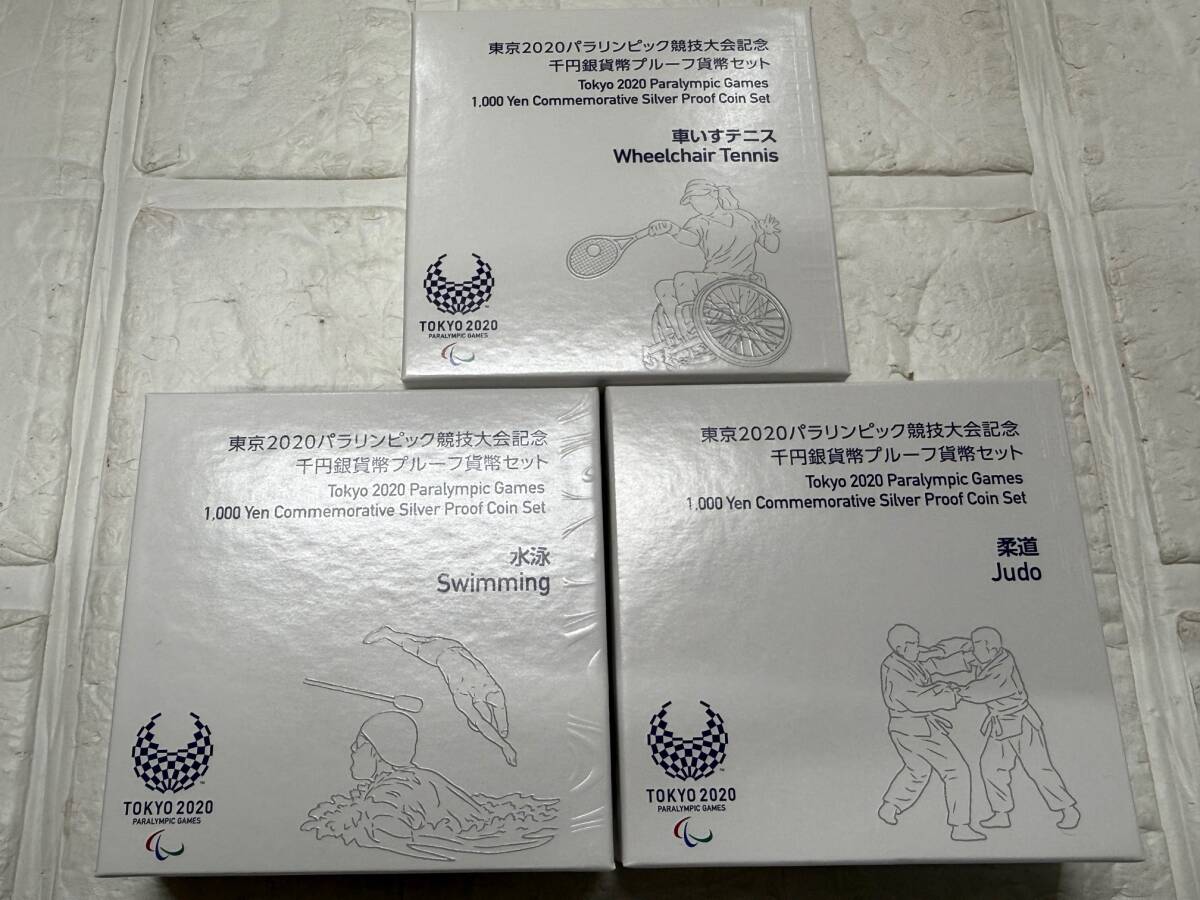 東京2020パラリンピック競技大会記念
千円銀貨幣プルーフ貨幣セット
Tokyo 2020 Paralympic Games
1,000 Yen Commemorative Silver Proof Coin Set
車いすテニス
Wheelchair Tennis
TOKYO 2020
PARALYMPIC GAMES
東京2020パラリンピック競技大会記念
千円銀貨幣プルーフ貨幣セット
Tokyo 2020 Paralympic Games
1,000 Yen Commemorative Silver Proof Coin Set
水泳
Swimming
TOKYO 2020
PARALYMPIC GAMES
東京2020パラリンピック競技大会記念
千円銀貨幣プルーフ貨幣セット
Tokyo 2020 Paralympic Games
1,000 Yen Commemorative Silver Proof Coin Set
柔道
Judo
TOKYO 2020
PARALYMPIC GAMES